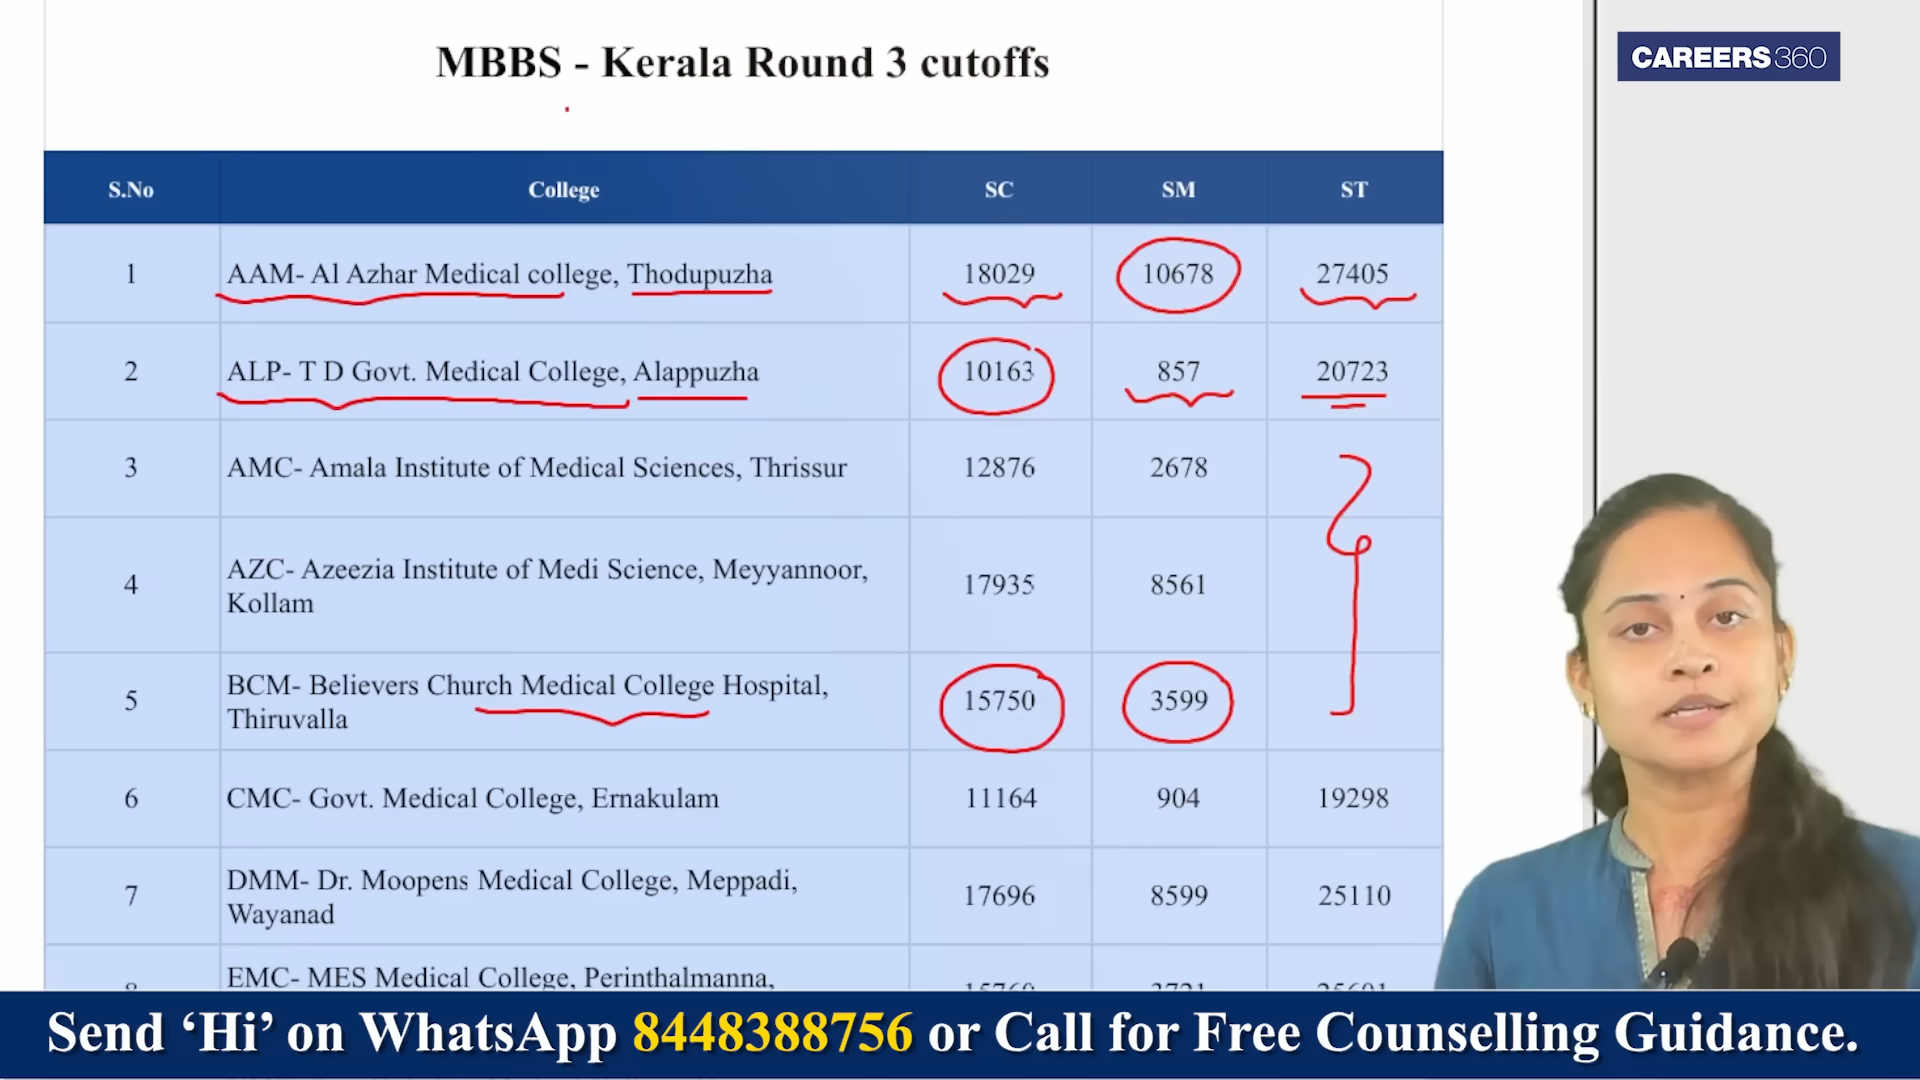 MBBS - Kerala Round 3 cutoffs
CAREERS360
S.No College SC SM ST
1 AAM- Al Azhar Medical college, Thodupuzha 18029 10678 27405
2 ALP- T D Govt. Medical College, Alappuzha 10163 857 20723
3 AMC- Amala Institute of Medical Sciences, Thrissur 12876 2678
4 AZC- Azeezia Institute of Medi Science, Meyyannoor, Kollam 17935 8561
5 BCM- Believers Church Medical College Hospital, Thiruvalla 15750 3599
6 CMC- Govt. Medical College, Ernakulam 11164 904 19298
7 DMM- Dr. Moopens Medical College, Meppadi, Wayanad 17696 8599 25110
EMC- MES Medical College, Perinthalmanna,
Send ‘Hi’ on WhatsApp 8448388756 or Call for Free Counselling Guidance.